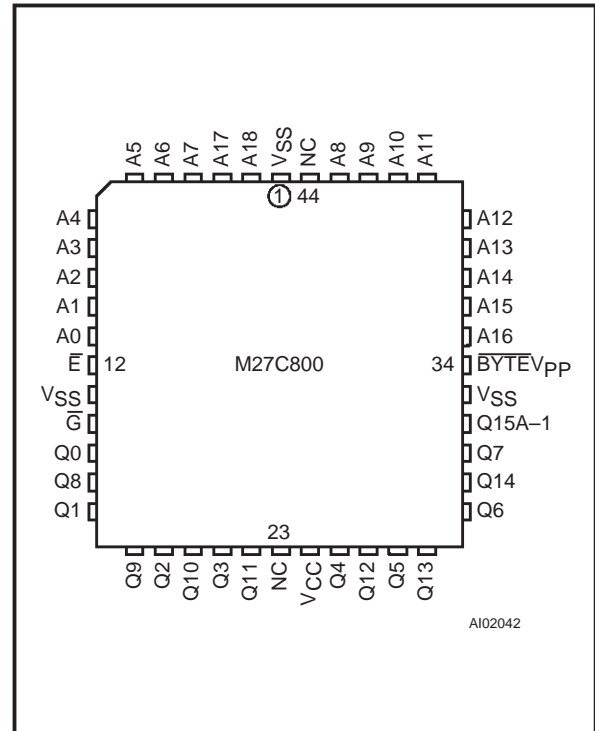 A5 A6 A7 A17 A18 VSS NC A8 A9 A10 A11
1 44
A4 A12
A3 A13
A2 A14
A1 A15
A0 A16
E̅ 12 M27C800 34 B̅Y̅T̅E̅VPP
VSS VSS
G̅ Q15A–1
Q0 Q7
Q8 Q14
Q1 Q6
23
Q9 Q2 Q10 Q3 Q11 NC VCC Q4 Q12 Q5 Q13
AI02042